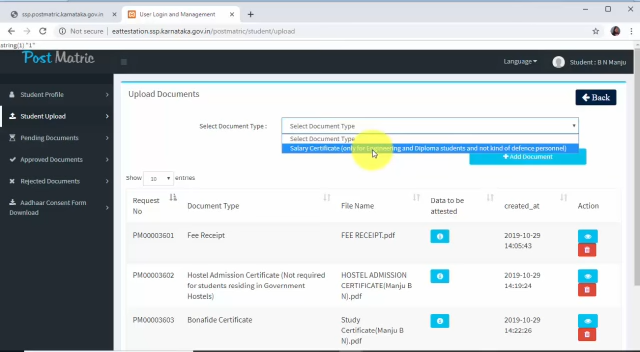 ssp.postmatric.karnataka.gov.in
User Login and Management
Not secure | eattestation.ssp.karnataka.gov.in/postmatric/student/upload
string(1) "1"
Post Matric
Language
Student : B N Manju
Student Profile
Student Upload
Pending Documents
Approved Documents
Rejected Documents
Aadhaar Consent Form
Download
Upload Documents
Back
Select Document Type :
Select Document Type
Select Document Type
Salary Certificate (only for Engineering and Diploma students and not kind of defence personnel)
+ Add Document
Show 10 entries
Request
No
Document Type
File Name
Data to be
attested
created_at
Action
PM00003601
Fee Receipt
FEE RECEIPT.pdf
2019-10-29
14:05:43
PM00003602
Hostel Admission Certificate (Not required
for students residing in Government
Hostels)
HOSTEL ADMISSION
CERTIFICATE(Manju B
N).pdf
2019-10-29
14:19:24
PM00003603
Bonafide Certificate
Study
Certificate(Manju B
N).pdf
2019-10-29
14:22:26